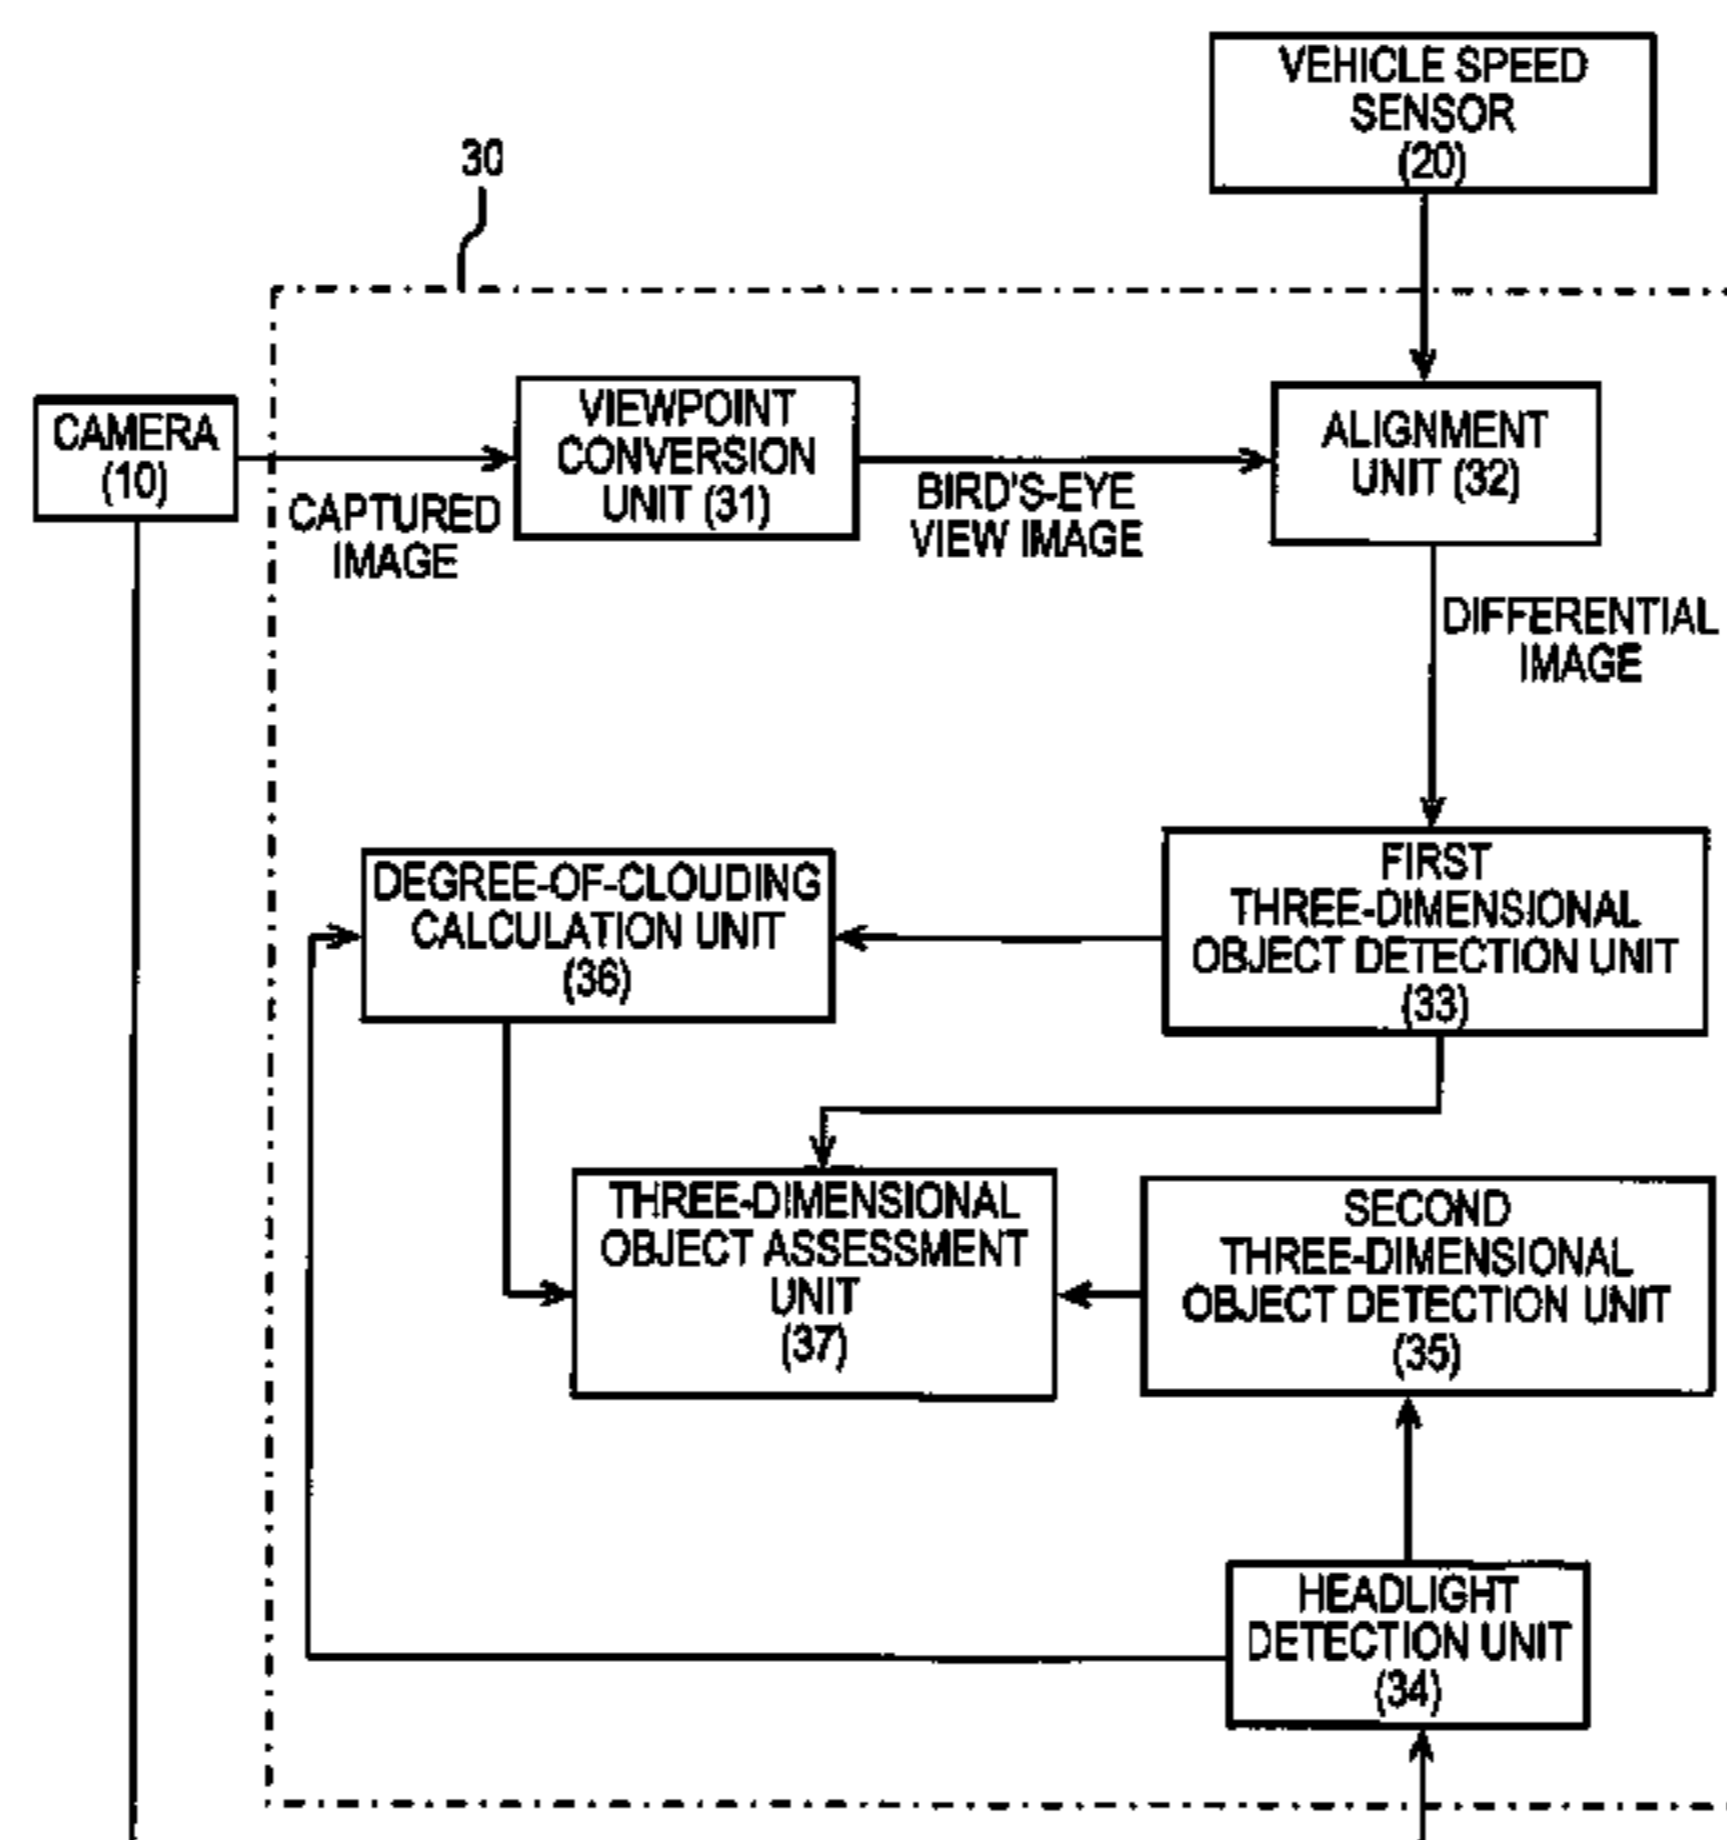 VEHICLE SPEED
SENSOR
(20)
30
CAMERA
(10)
CAPTURED
IMAGE
VIEWPOINT
CONVERSION
UNIT (31)
BIRD'S-EYE
VIEW IMAGE
ALIGNMENT
UNIT (32)
DIFFERENTIAL
IMAGE
DEGREE-OF-CLOUDING
CALCULATION UNIT
(36)
FIRST
THREE-DIMENSIONAL
OBJECT DETECTION UNIT
(33)
THREE-DIMENSIONAL
OBJECT ASSESSMENT
UNIT
(37)
SECOND
THREE-DIMENSIONAL
OBJECT DETECTION UNIT
(35)
HEADLIGHT
DETECTION UNIT
(34)